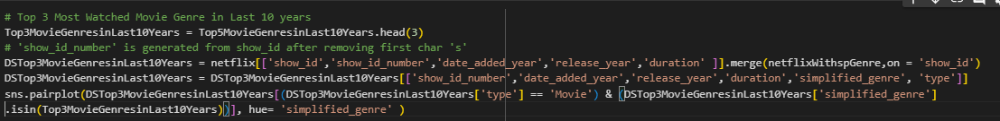 # Top 3 Most Watched Movie Genre in Last 10 years
Top3MovieGenresinLast10Years = Top5MovieGenresinLast10Years.head(3)
# 'show_id_number' is generated from show_id after removing first char 's'
DSTop3MovieGenresinLast10Years = netflix[['show_id','show_id_number','date_added_year','release_year','duration' ]].merge(netflixWithspGenre,on = 'show_id')
DSTop3MovieGenresinLast10Years = DSTop3MovieGenresinLast10Years[['show_id_number','date_added_year','release_year','duration','simplified_genre', 'type']]
sns.pairplot(DSTop3MovieGenresinLast10Years[(DSTop3MovieGenresinLast10Years['type'] == 'Movie') & (DSTop3MovieGenresinLast10Years['simplified_genre']
.isin(Top3MovieGenresinLast10Years))], hue= 'simplified_genre' )